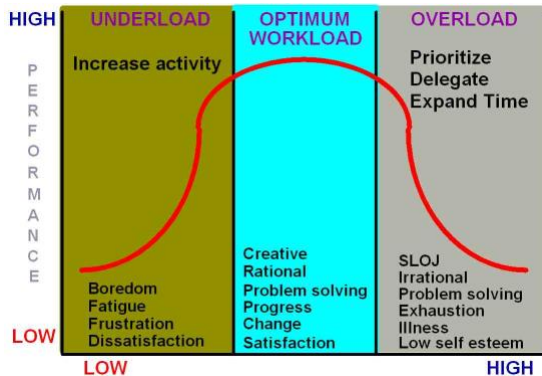 HIGH
UNDERLOAD
OPTIMUM
WORKLOAD
OVERLOAD
Increase activity
Prioritize
Delegate
Expand Time
PERFORMANCE
Boredom
Fatigue
Frustration
Dissatisfaction
Creative
Rational
Problem solving
Progress
Change
Satisfaction
SLOJ
Irrational
Problem solving
Exhaustion
Illness
Low self esteem
LOW
LOW
HIGH